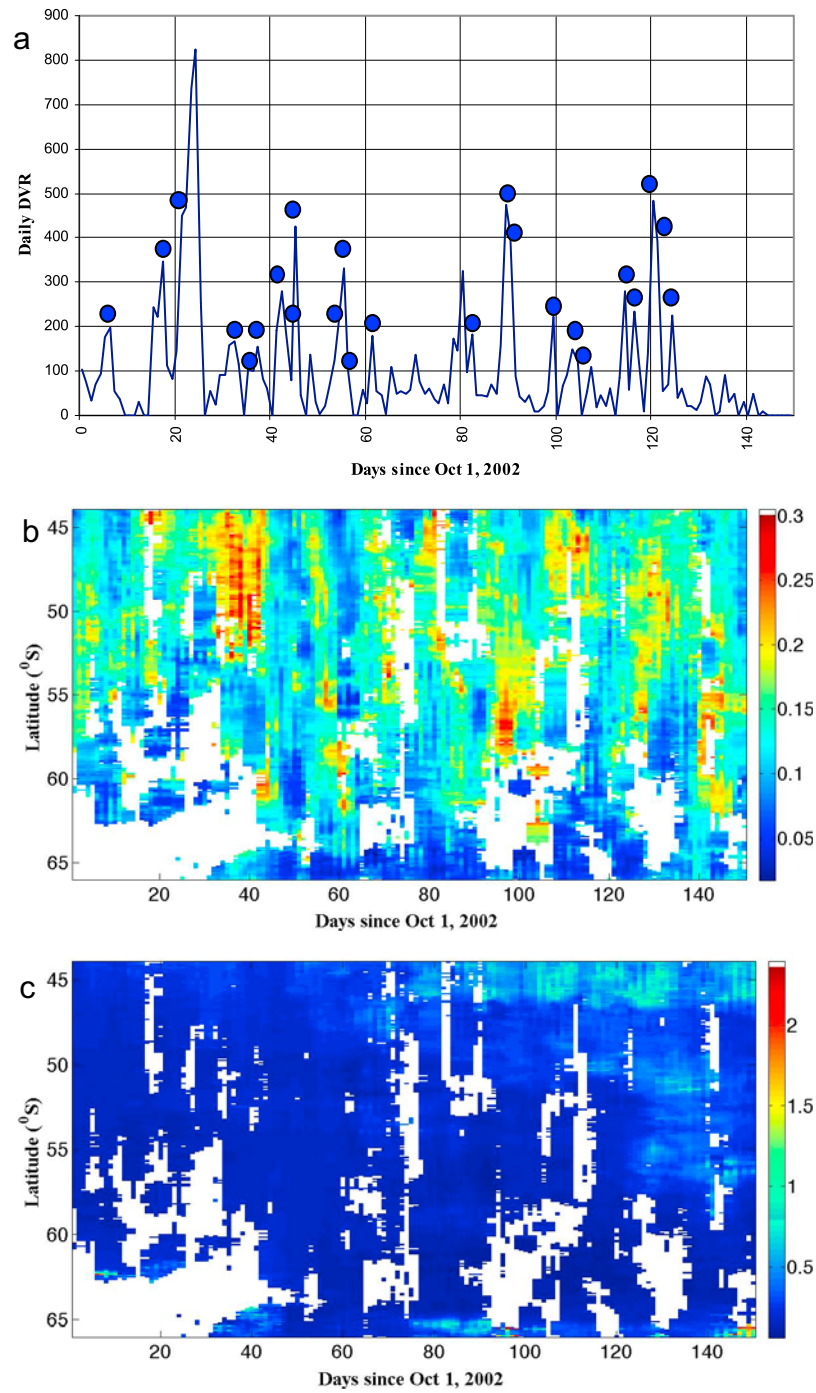 a
900
800
700
600
500
400
300
200
100
0
Daily DVR
0 20 40 60 80 100 120 140
Days since Oct 1, 2002
b
45
50
55
60
65
Latitude (⁰S)
20 40 60 80 100 120 140
Days since Oct 1, 2002
0.3
0.25
0.2
0.15
0.1
0.05
c
45
50
55
60
65
Latitude (⁰S)
20 40 60 80 100 120 140
Days since Oct 1, 2002
2
1.5
1
0.5